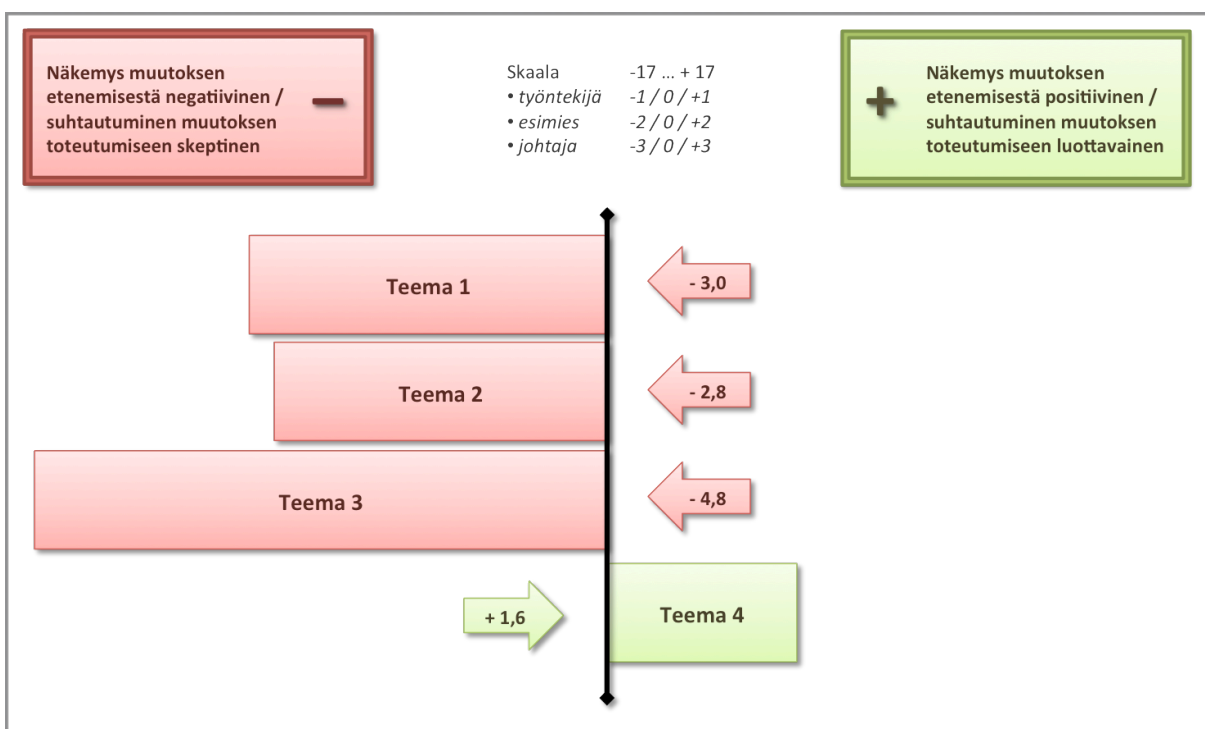 Näkemys muutoksen
etenemisestä negatiivinen /
suhtautuminen muutoksen
toteutumiseen skeptinen
–
Skaala -17 ... + 17
• työntekijä -1 / 0 / +1
• esimies -2 / 0 / +2
• johtaja -3 / 0 / +3
+
Näkemys muutoksen
etenemisestä positiivinen /
suhtautuminen muutoksen
toteutumiseen luottavainen
Teema 1
- 3,0
Teema 2
- 2,8
Teema 3
- 4,8
+ 1,6
Teema 4